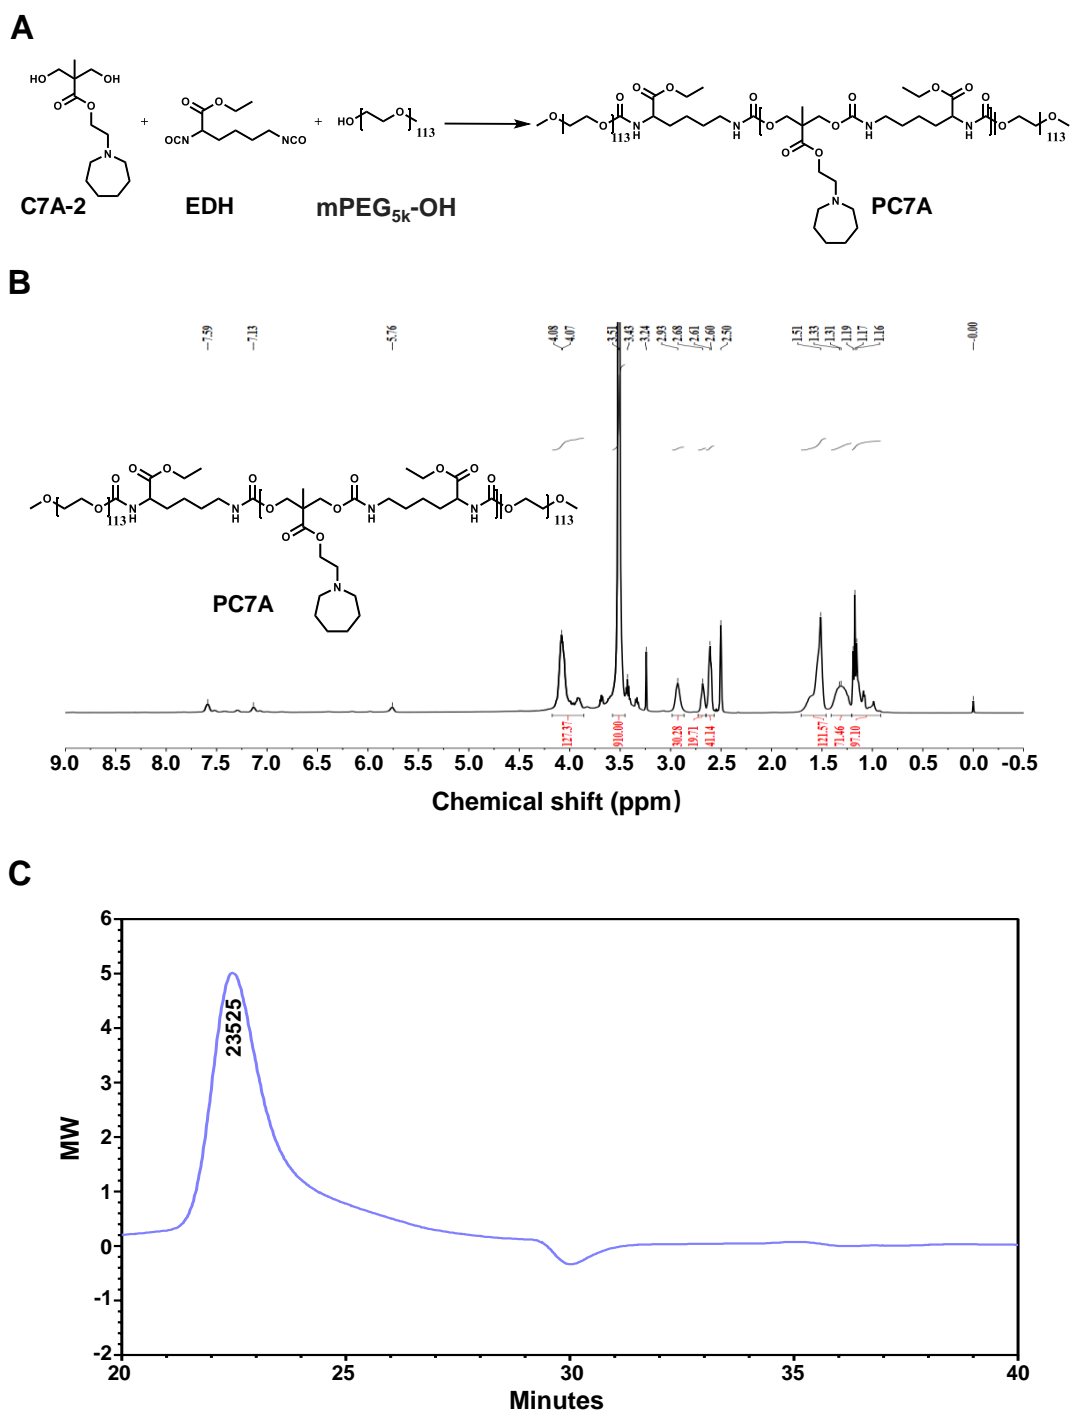 A
HO
OH
O
O
N
C7A-2
+
O
O
OCO
NCO
EDH
+
HO
O
113
mPEG5k-OH
O
O
113
O
N
H
O
O
N
H
O
O
O
O
O
N
O
N
H
O
O
N
H
O
O
O
113
PC7A
B
7.59
7.13
5.76
4.08
4.07
3.51
3.43
3.24
2.93
2.68
2.61
2.60
2.50
1.51
1.33
1.31
1.19
1.17
1.16
-0.00
O
O
113
O
N
H
O
O
N
H
O
O
O
O
O
N
O
N
H
O
O
N
H
O
O
O
113
PC7A
127.37
910.00
30.28
19.71
41.14
121.57
71.46
97.10
9.0 8.5 8.0 7.5 7.0 6.5 6.0 5.5 5.0 4.5 4.0 3.5 3.0 2.5 2.0 1.5 1.0 0.5 0.0 -0.5
Chemical shift (ppm)
C
6
5
4
3
2
1
0
-1
-2
MW
23525
20 25 30 35 40
Minutes